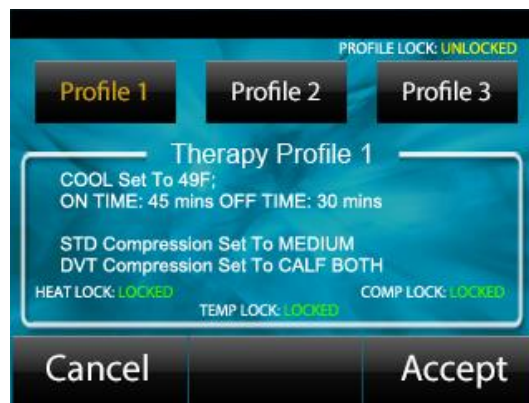 PROFILE LOCK: UNLOCKED
Profile 1 Profile 2 Profile 3
Therapy Profile 1
COOL Set To 49F;
ON TIME: 45 mins OFF TIME: 30 mins
STD Compression Set To MEDIUM
DVT Compression Set To CALF BOTH
HEAT LOCK: LOCKED COMP LOCK: LOCKED
TEMP LOCK: LOCKED
Cancel Accept